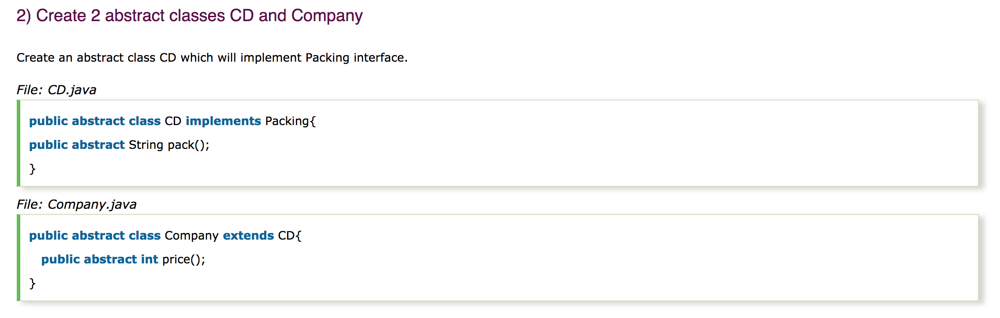 2) Create 2 abstract classes CD and Company
Create an abstract class CD which will implement Packing interface.
File: CD.java
public abstract class CD implements Packing{
public abstract String pack();
}
File: Company.java
public abstract class Company extends CD{
public abstract int price();
}